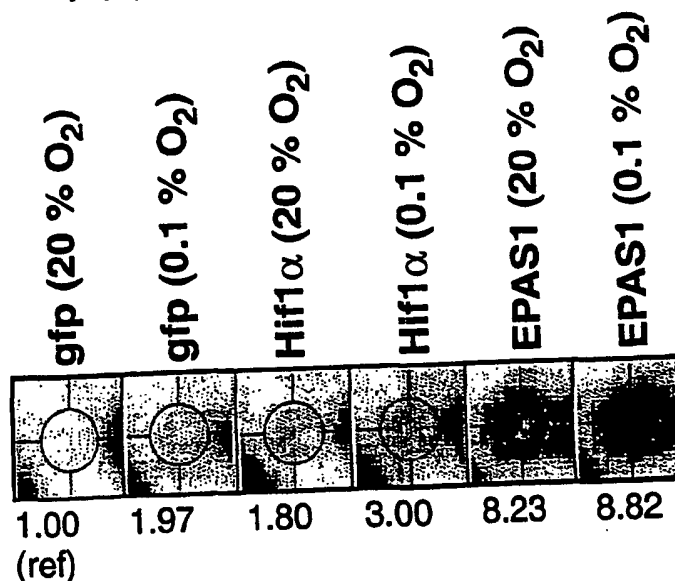 gfp (20 % O2)
gfp (0.1 % O2)
Hif1α (20 % O2)
Hif1α (0.1 % O2)
EPAS1 (20 % O2)
EPAS1 (0.1 % O2)
1.00 1.97 1.80 3.00 8.23 8.82
(ref)